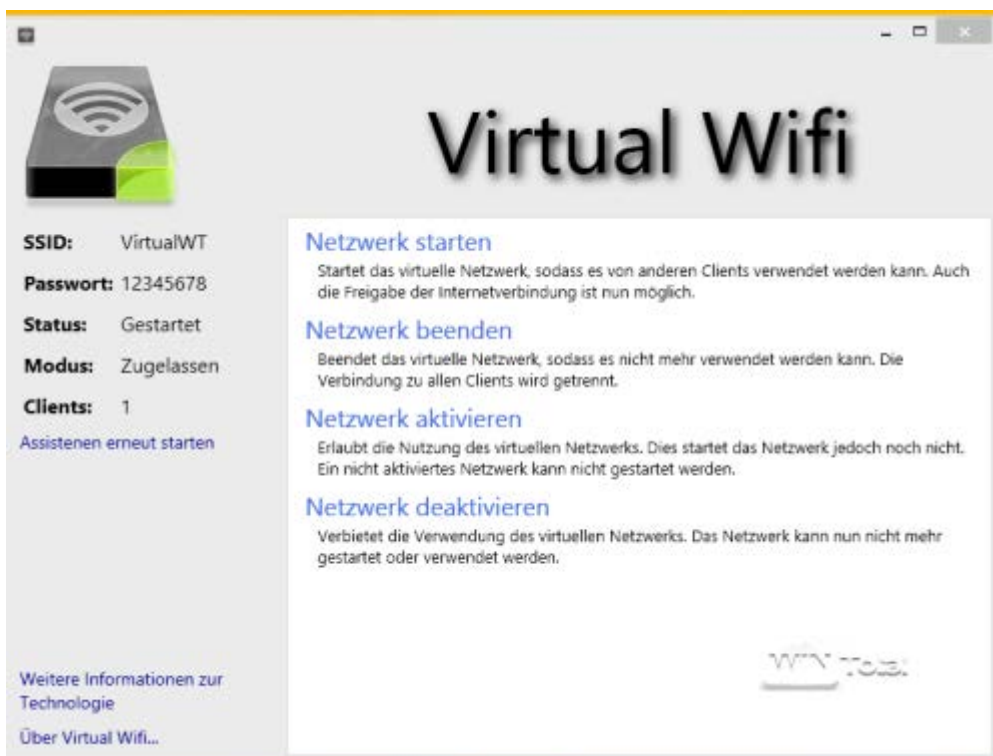 Virtual Wifi
SSID: VirtualWT
Passwort: 12345678
Status: Gestartet
Modus: Zugelassen
Clients: 1
Assistenen erneut starten
Weitere Informationen zur
Technologie
Über Virtual Wifi...
Netzwerk starten
Startet das virtuelle Netzwerk, sodass es von anderen Clients verwendet werden kann. Auch
die Freigabe der Internetverbindung ist nun möglich.
Netzwerk beenden
Beendet das virtuelle Netzwerk, sodass es nicht mehr verwendet werden kann. Die
Verbindung zu allen Clients wird getrennt.
Netzwerk aktivieren
Erlaubt die Nutzung des virtuellen Netzwerks. Dies startet das Netzwerk jedoch noch nicht.
Ein nicht aktiviertes Netzwerk kann nicht gestartet werden.
Netzwerk deaktivieren
Verbietet die Verwendung des virtuellen Netzwerks. Das Netzwerk kann nun nicht mehr
gestartet oder verwendet werden.
WIN Total